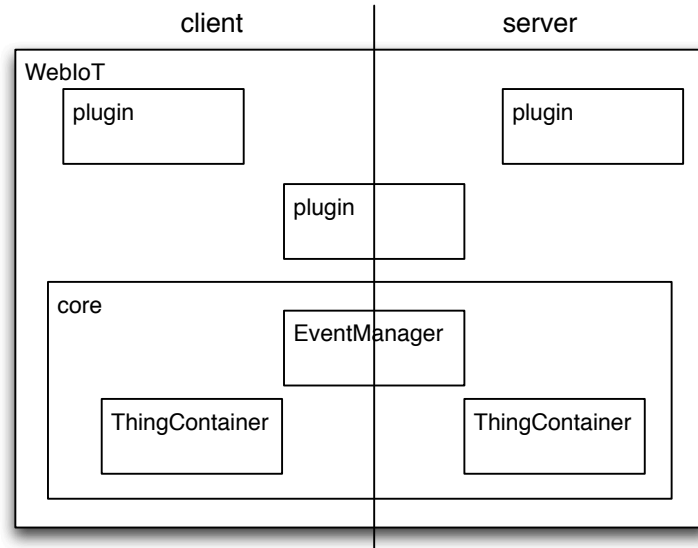 client
server
WebIoT
plugin
plugin
plugin
core
EventManager
ThingContainer
ThingContainer